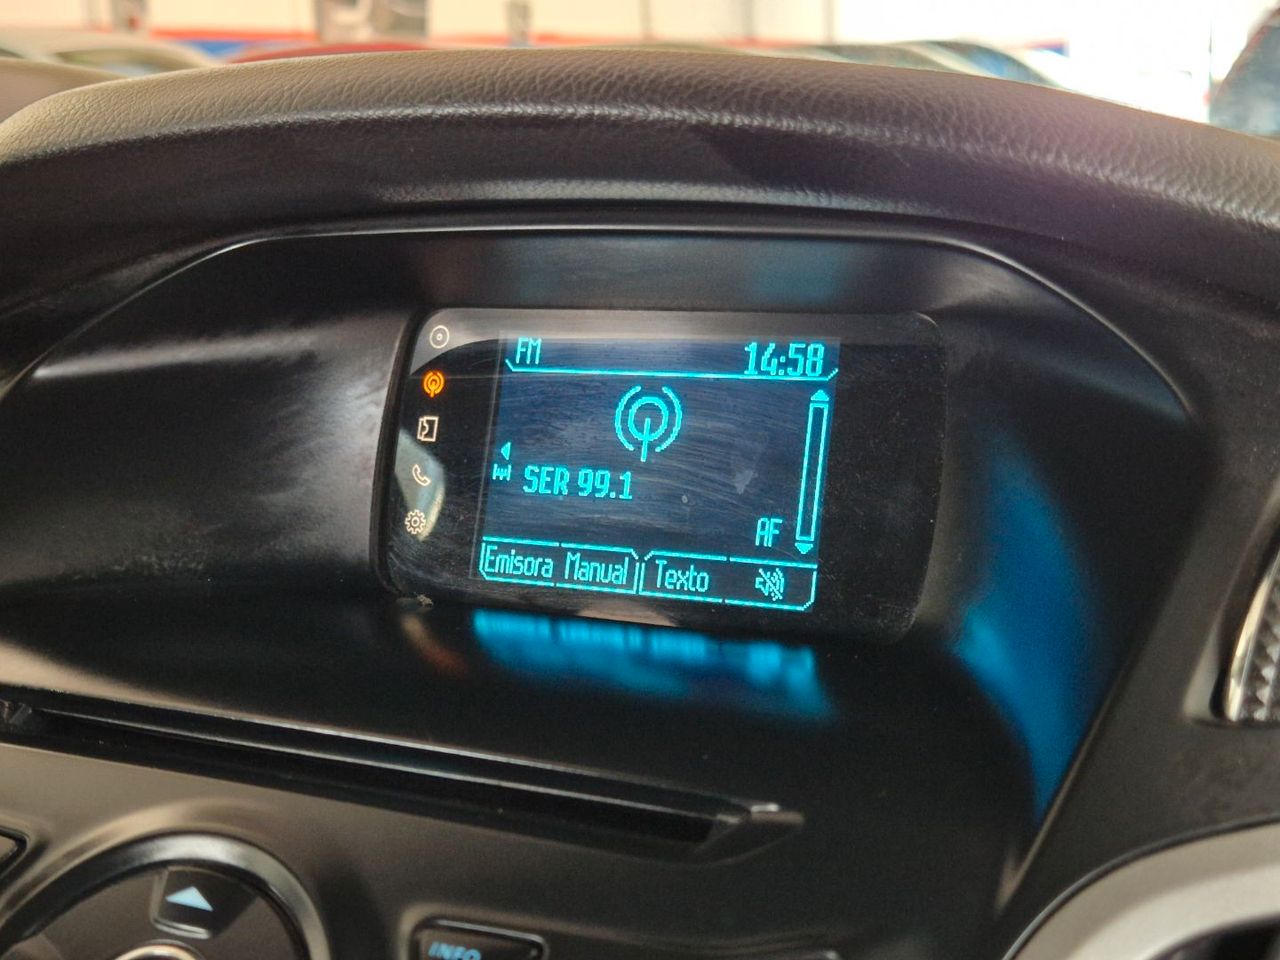 FM 14:58
SER 99.1
AF
Emisora Manual Texto
INFO